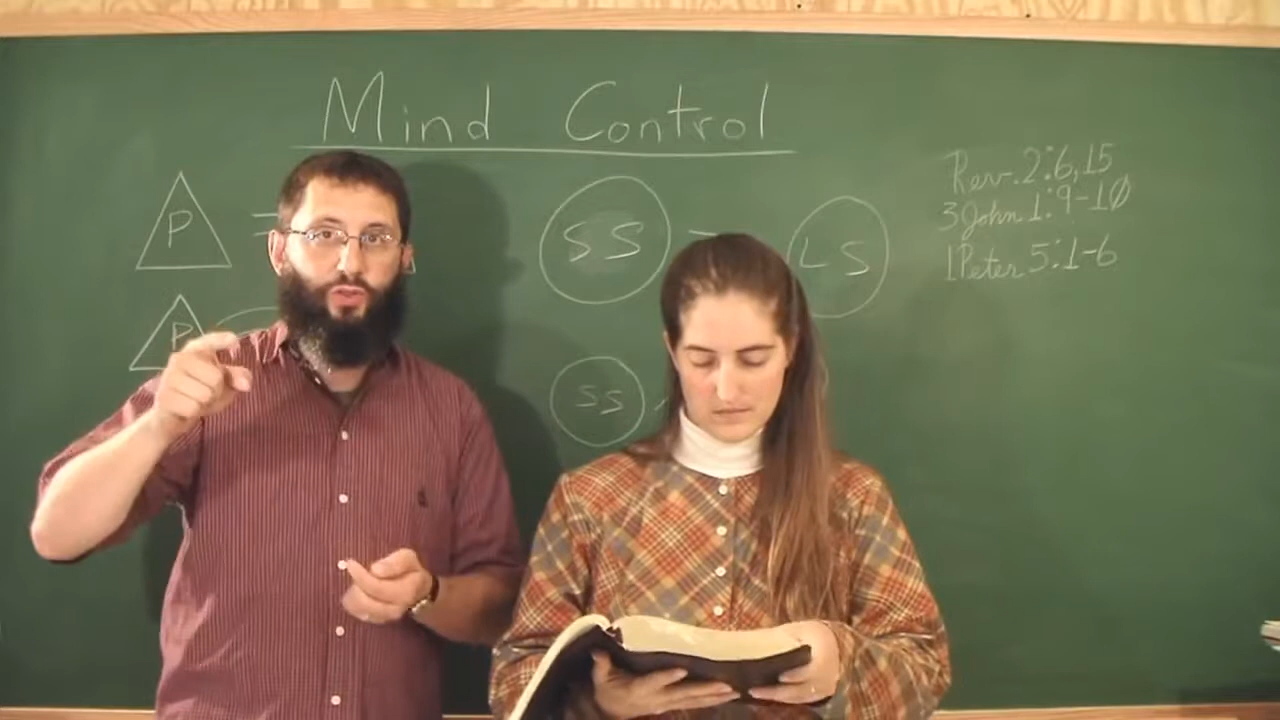 Mind Control
P =
SS = LS
P
SS
Rev. 2:6,15
3John 1:9-10
1Peter 5:1-6